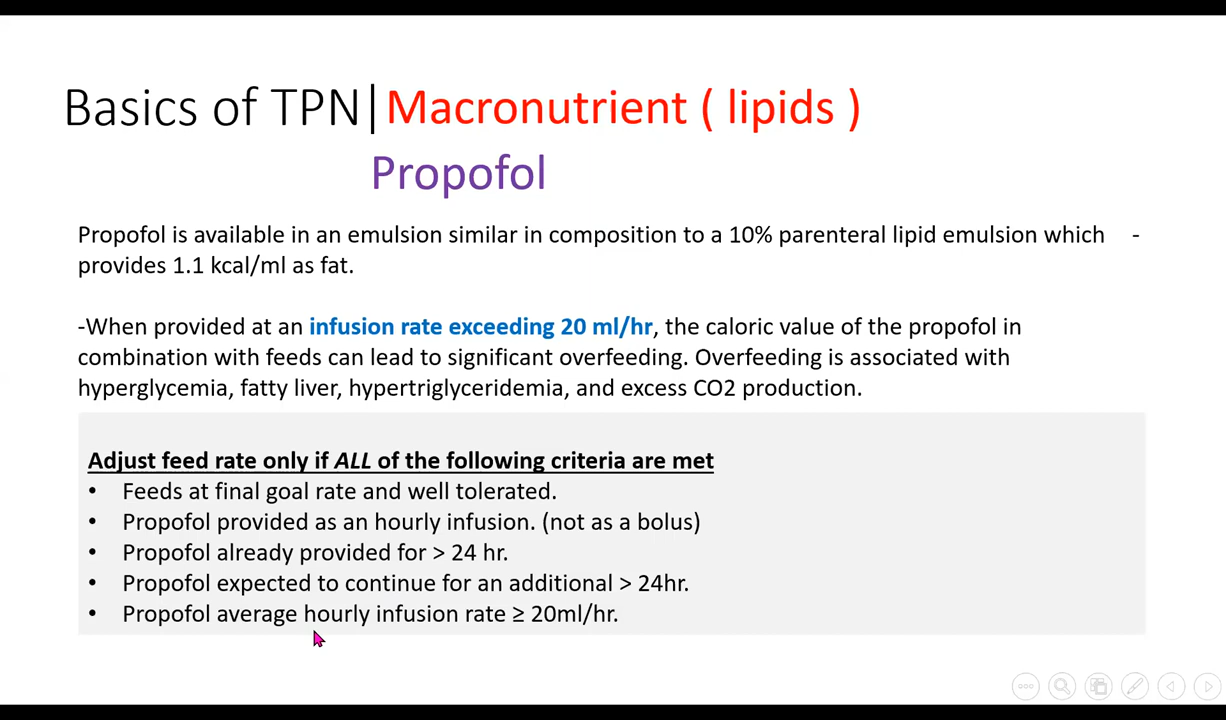 Basics of TPN|Macronutrient ( lipids )
Propofol
Propofol is available in an emulsion similar in composition to a 10% parenteral lipid emulsion which -
provides 1.1 kcal/ml as fat.
-When provided at an infusion rate exceeding 20 ml/hr, the caloric value of the propofol in
combination with feeds can lead to significant overfeeding. Overfeeding is associated with
hyperglycemia, fatty liver, hypertriglyceridemia, and excess CO2 production.
Adjust feed rate only if ALL of the following criteria are met
• Feeds at final goal rate and well tolerated.
• Propofol provided as an hourly infusion. (not as a bolus)
• Propofol already provided for > 24 hr.
• Propofol expected to continue for an additional > 24hr.
• Propofol average hourly infusion rate ≥ 20ml/hr.